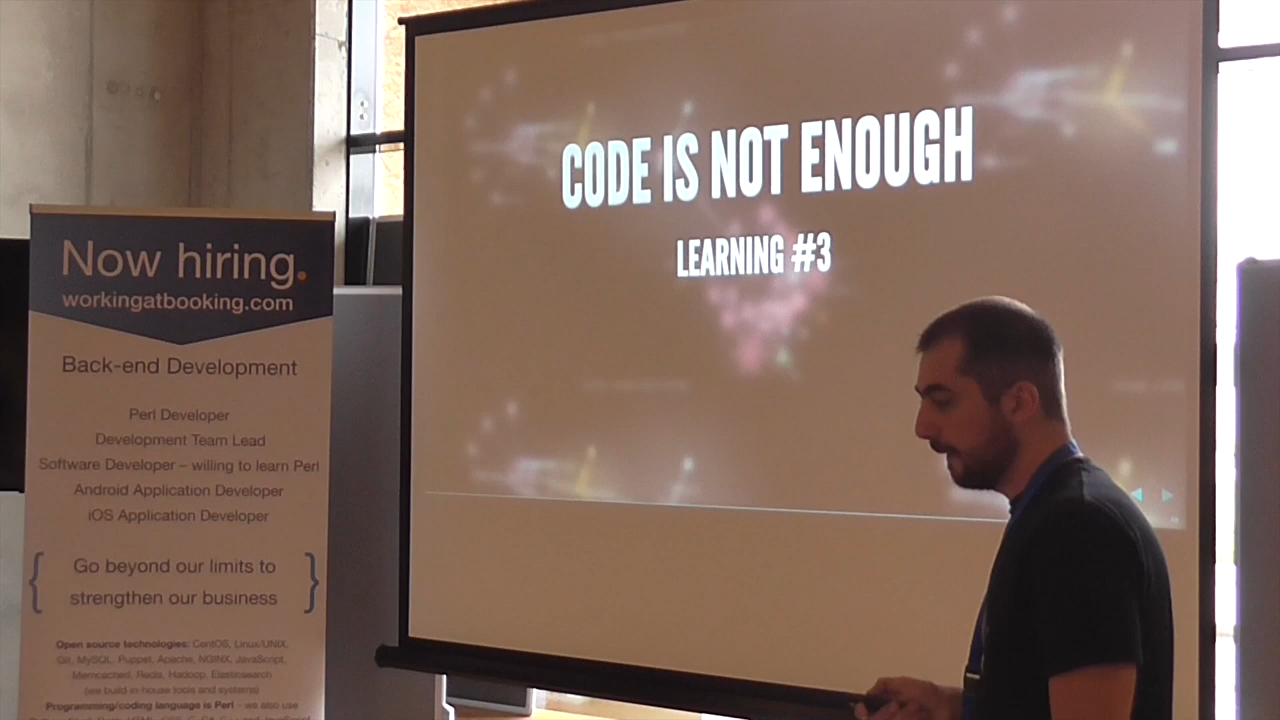 Now hiring.
workingatbooking.com
Back-end Development
Perl Developer
Development Team Lead
Software Developer – willing to learn Perl
Android Application Developer
iOS Application Developer
{ Go beyond our limits to }
strengthen our business
Open source technologies: CentOS, Linux/UNIX,
Git, MySQL, Puppet, Apache, NGINX, JavaScript,
Memcached, Redis, Hadoop, Elasticsearch
(we build in-house tools and systems)
Programming/coding language is Perl – we also use
CODE IS NOT ENOUGH
LEARNING #3